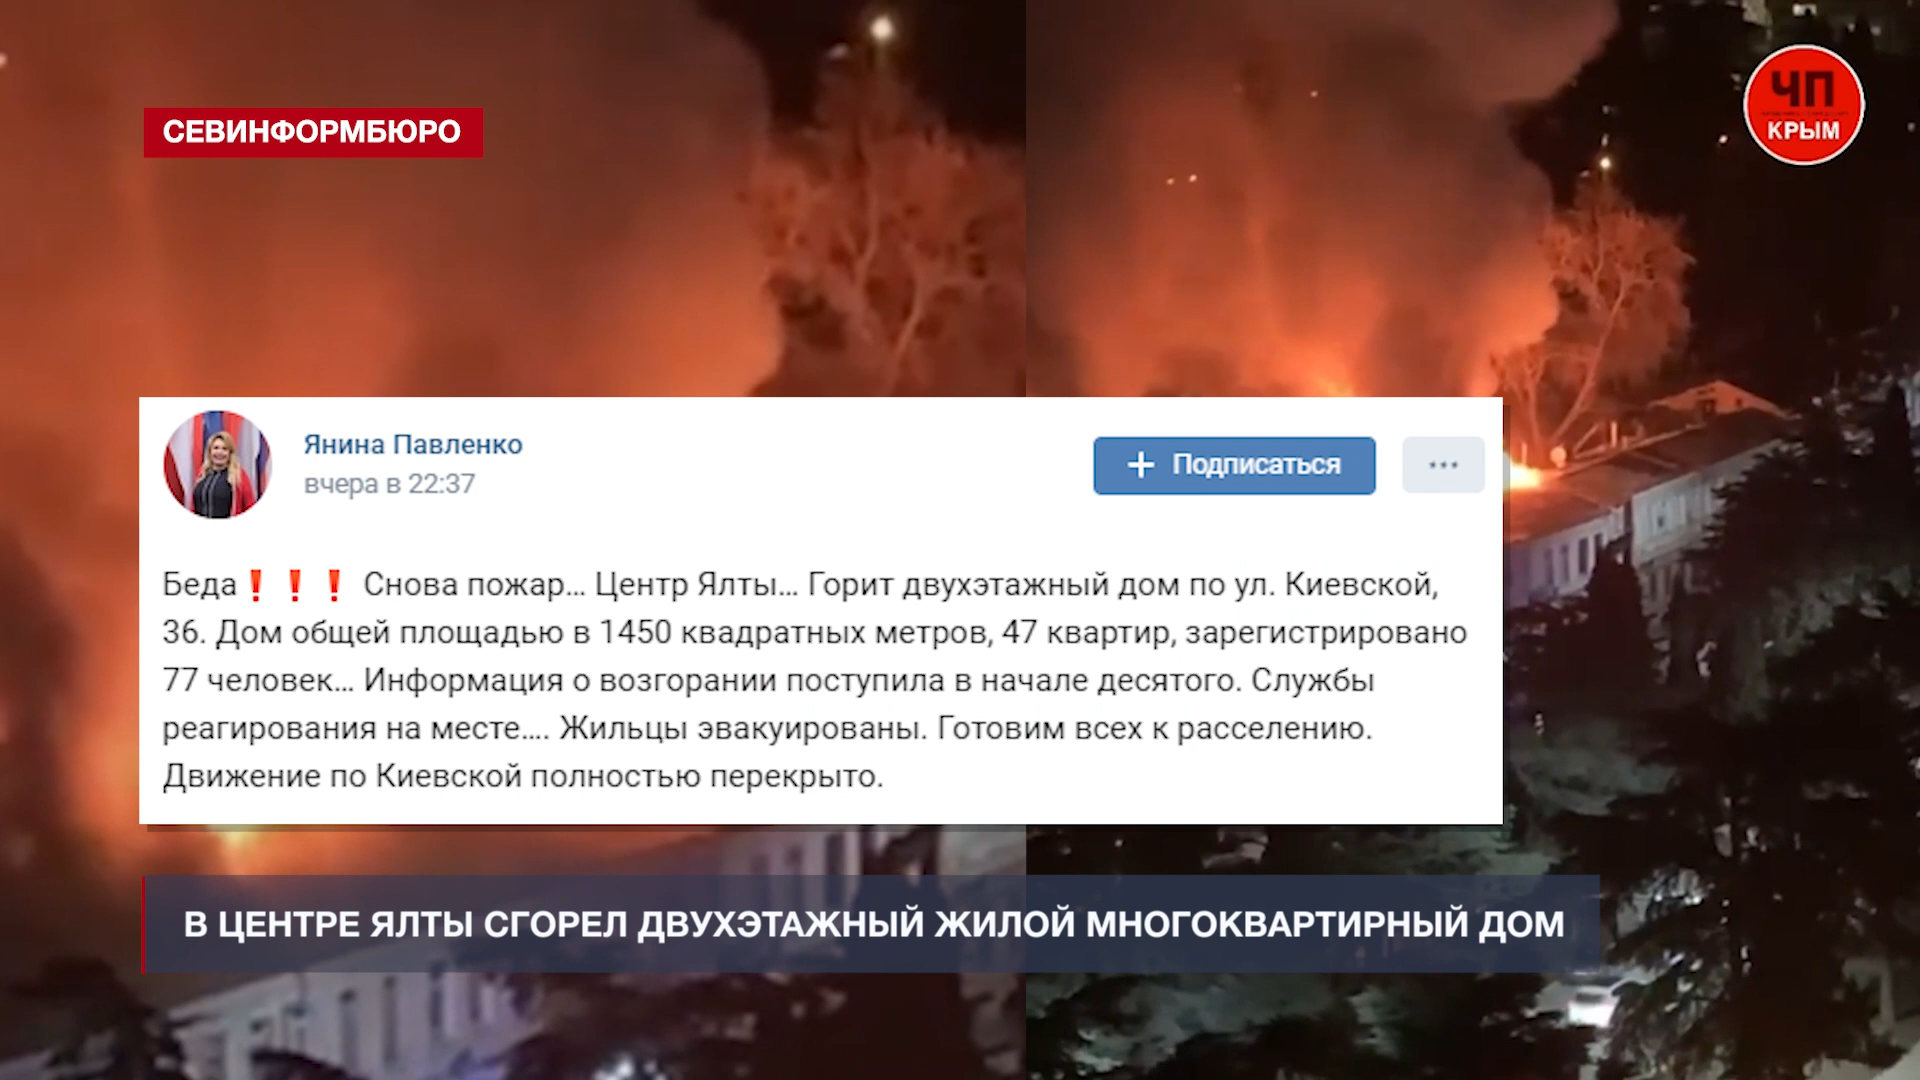 СЕВИНФОРМБЮРО
ЧП
КРЫМ
Янина Павленко
вчера в 22:37
+ Подписаться
Беда❗❗❗ Снова пожар... Центр Ялты... Горит двухэтажный дом по ул. Киевской,
36. Дом общей площадью в 1450 квадратных метров, 47 квартир, зарегистрировано
77 человек... Информация о возгорании поступила в начале десятого. Службы
реагирования на месте.... Жильцы эвакуированы. Готовим всех к расселению.
Движение по Киевской полностью перекрыто.
В ЦЕНТРЕ ЯЛТЫ СГОРЕЛ ДВУХЭТАЖНЫЙ ЖИЛОЙ МНОГОКВАРТИРНЫЙ ДОМ